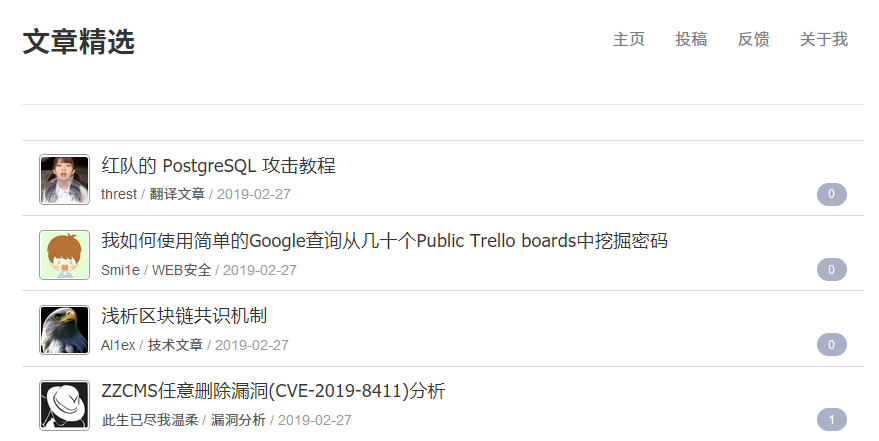 文章精选
主页 投稿 反馈 关于我
红队的 PostgreSQL 攻击教程
threst / 翻译文章 / 2019-02-27
0
我如何使用简单的Google查询从几十个Public Trello boards中挖掘密码
Smi1e / WEB安全 / 2019-02-27
0
浅析区块链共识机制
Al1ex / 技术文章 / 2019-02-27
0
ZZCMS任意删除漏洞(CVE-2019-8411)分析
此生已尽我温柔 / 漏洞分析 / 2019-02-27
1